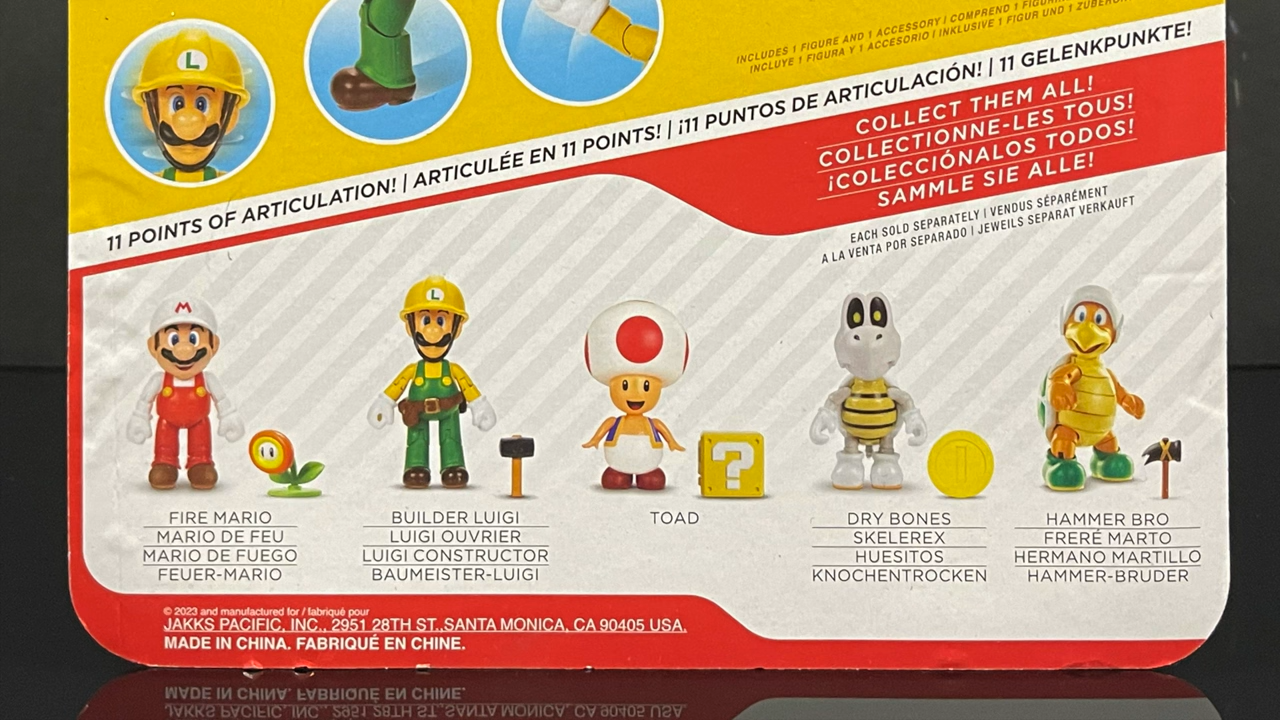 L
INCLUDES 1 FIGURE AND 1 ACCESSORY | COMPREND 1
INCLUYE 1 FIGURA Y 1 ACCESORIO | INKLUSIVE 1 FIGUR UND 1
11 POINTS OF ARTICULATION! | ARTICULÉE EN 11 POINTS! | ¡11 PUNTOS DE ARTICULACIÓN! | 11 GELENKPUNKTE!
COLLECT THEM ALL!
COLLECTIONNE-LES TOUS!
¡COLECCIÓNALOS TODOS!
SAMMLE SIE ALLE!
EACH SOLD SEPARATELY | VENDUS SÉPARÉMENT
A LA VENTA POR SEPARADO | JEWEILS SEPARAT VERKAUFT
M
L
?
FIRE MARIO
MARIO DE FEU
MARIO DE FUEGO
FEUER-MARIO
BUILDER LUIGI
LUIGI OUVRIER
LUIGI CONSTRUCTOR
BAUMEISTER-LUIGI
TOAD
DRY BONES
SKELEREX
HUESITOS
KNOCHENTROCKEN
HAMMER BRO
FRERÉ MARTO
HERMANO MARTILLO
HAMMER-BRUDER
© 2023 and manufactured for / fabriqué pour
JAKKS PACIFIC, INC., 2951 28TH ST.,SANTA MONICA, CA 90405 USA.
MADE IN CHINA. FABRIQUÉ EN CHINE.